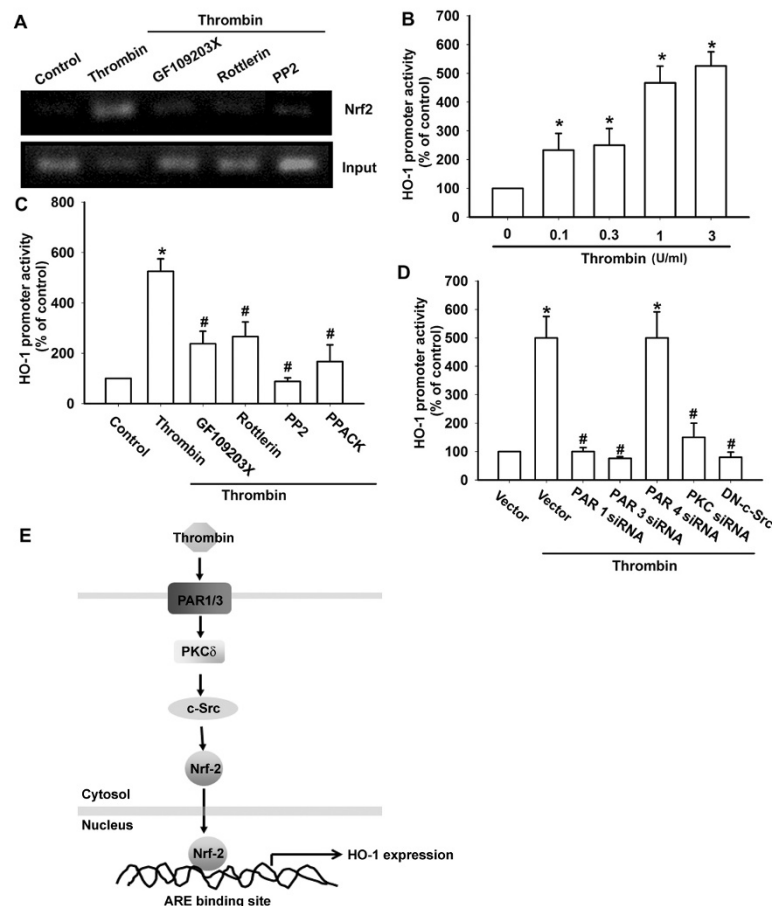 A
Thrombin
Control
Thrombin
GF109203X
Rottlerin
PP2
Nrf2
Input
B
HO-1 promoter activity
(% of control)
700
600
500
400
300
200
100
0
*
*
*
*
0
0.1
0.3
1
3
Thrombin (U/ml)
C
HO-1 promoter activity
(% of control)
800
600
400
200
0
*
#
#
#
#
Control
Thrombin
GF109203X
Rottlerin
PP2
PPACK
Thrombin
D
HO-1 promoter activity
(% of control)
500
400
300
200
100
0
*
#
#
*
#
#
Vector
Vector
PAR 1 siRNA
PAR 3 siRNA
PAR 4 siRNA
PKC siRNA
DN-c-Src
Thrombin
E
Thrombin
PAR1/3
PKCδ
c-Src
Nrf-2
Cytosol
Nucleus
Nrf-2
HO-1 expression
ARE binding site